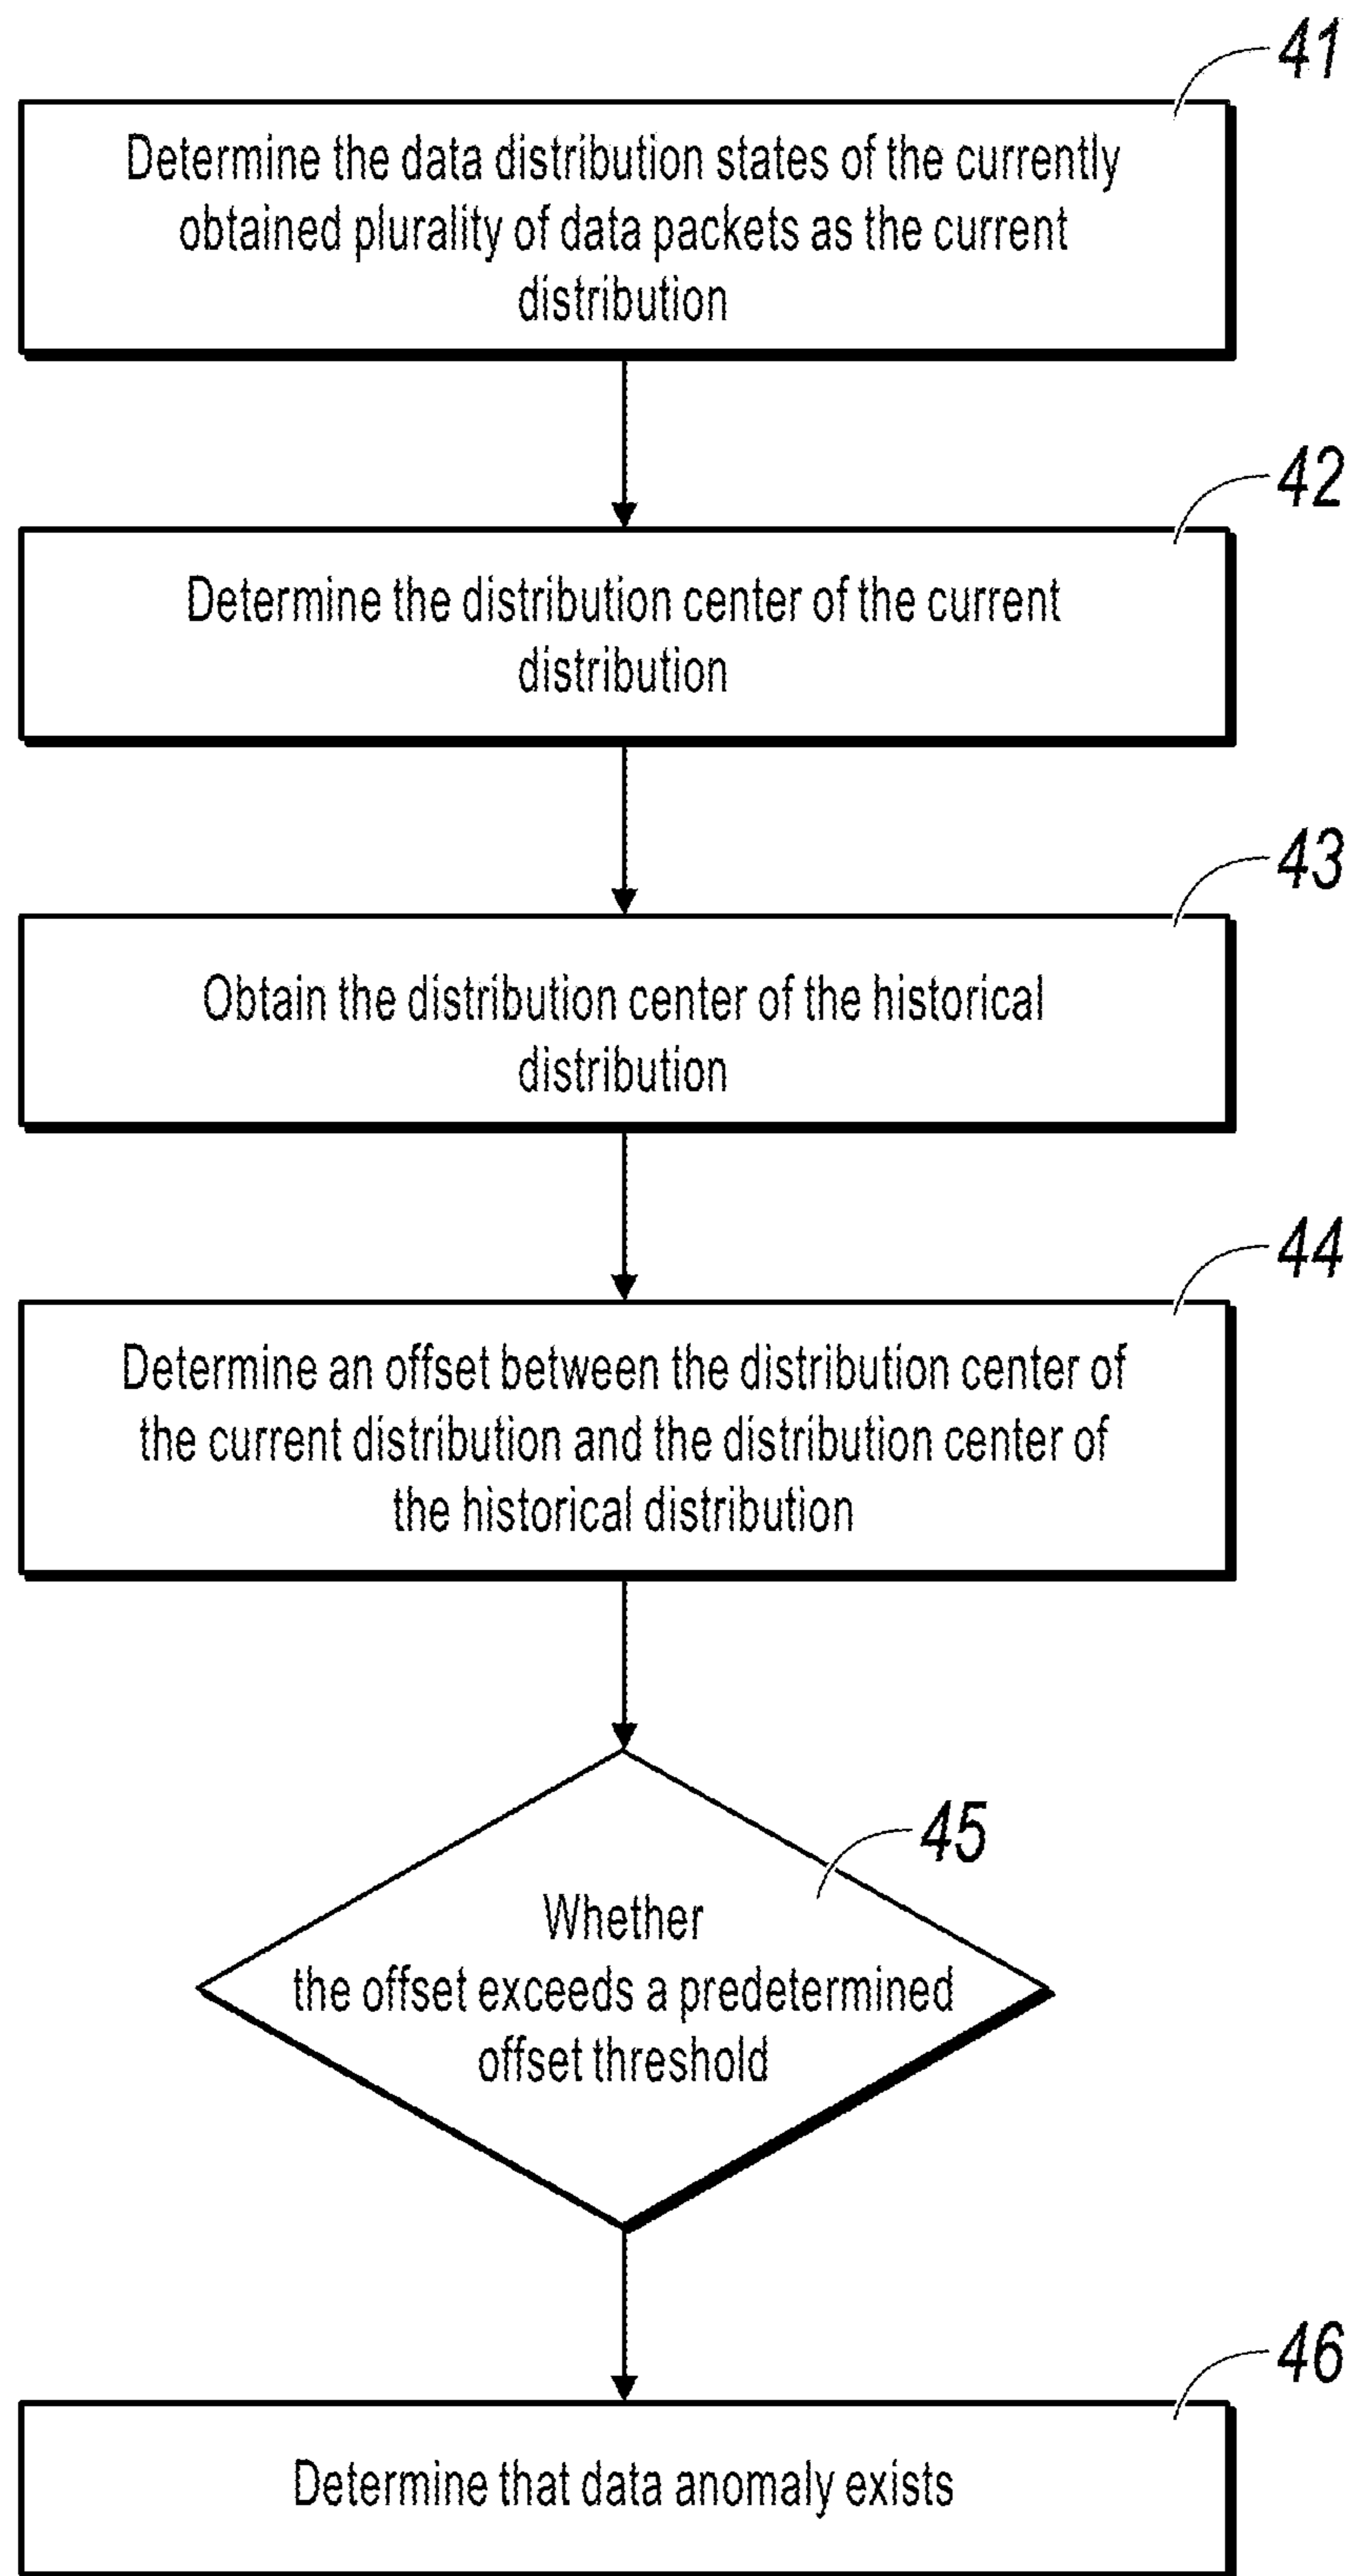 41
Determine the data distribution states of the currently
obtained plurality of data packets as the current
distribution
42
Determine the distribution center of the current
distribution
43
Obtain the distribution center of the historical
distribution
44
Determine an offset between the distribution center of
the current distribution and the distribution center of
the historical distribution
45
Whether
the offset exceeds a predetermined
offset threshold
46
Determine that data anomaly exists